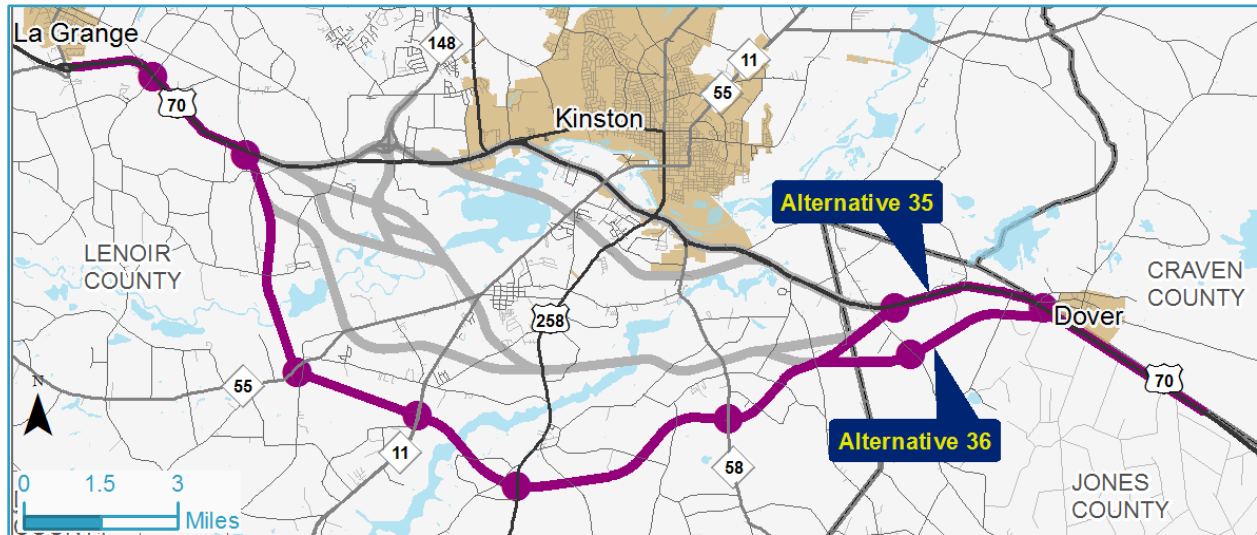 La Grange
148
11
70
55
Kinston
Alternative 35
LENOIR
COUNTY
CRAVEN
COUNTY
258
Dover
70
N
55
11
Alternative 36
58
0 1.5 3
Miles
JONES
COUNTY